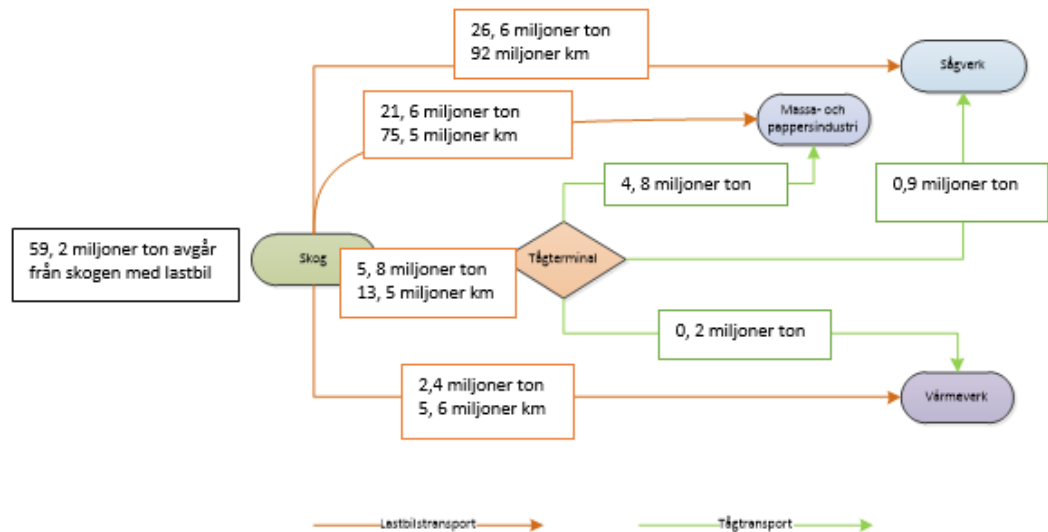 26, 6 miljoner ton
92 miljoner km
Sågverk
21, 6 miljoner ton
75, 5 miljoner km
Massa- och
pappersindustri
4, 8 miljoner ton
0,9 miljoner ton
59, 2 miljoner ton avgår
från skogen med lastbil
Skog
5, 8 miljoner ton
13, 5 miljoner km
Tågterminal
0, 2 miljoner ton
2,4 miljoner ton
5, 6 miljoner km
Värmeverk
Lastbilstransport
Tågtransport